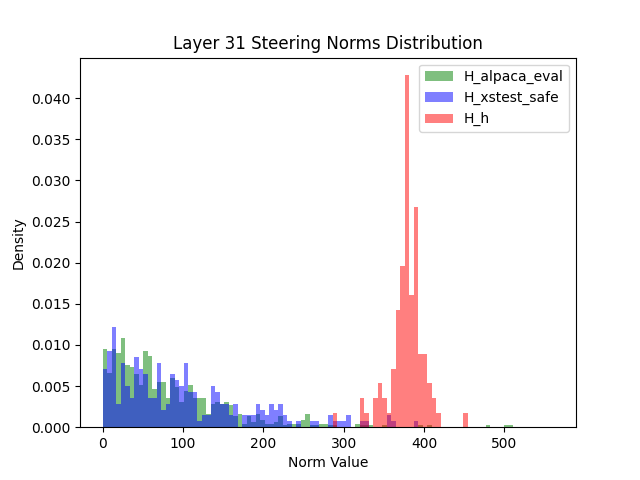 Layer 31 Steering Norms Distribution
H_alpaca_eval
H_xstest_safe
H_h
0.040
0.035
0.030
0.025
0.020
0.015
0.010
0.005
0.000
Density
0
100
200
300
400
500
Norm Value